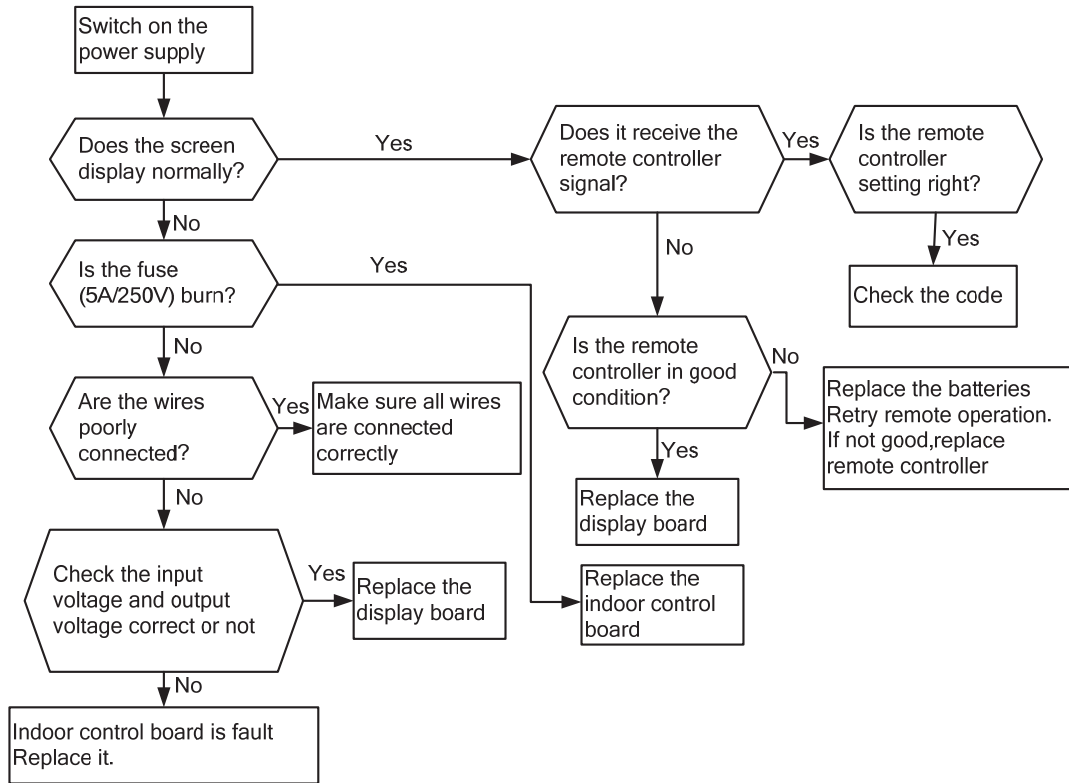 Switch on the
power supply
Does the screen
display normally?
Yes
Does it receive the
remote controller
signal?
Yes
Is the remote
controller
setting right?
No
No
Yes
Is the fuse
(5A/250V) burn?
Yes
Check the code
No
Is the remote
controller in good
condition?
No
Replace the batteries
Retry remote operation.
If not good,replace
remote controller
Are the wires
poorly
connected?
Yes
Make sure all wires
are connected
correctly
Yes
Replace the
display board
No
Check the input
voltage and output
voltage correct or not
Yes
Replace the
display board
Replace the
indoor control
board
No
Indoor control board is fault
Replace it.